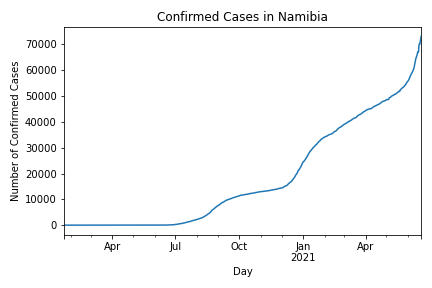 Confirmed Cases in Namibia
Number of Confirmed Cases
70000
60000
50000
40000
30000
20000
10000
0
Apr
Jul
Oct
Jan
2021
Apr
Day